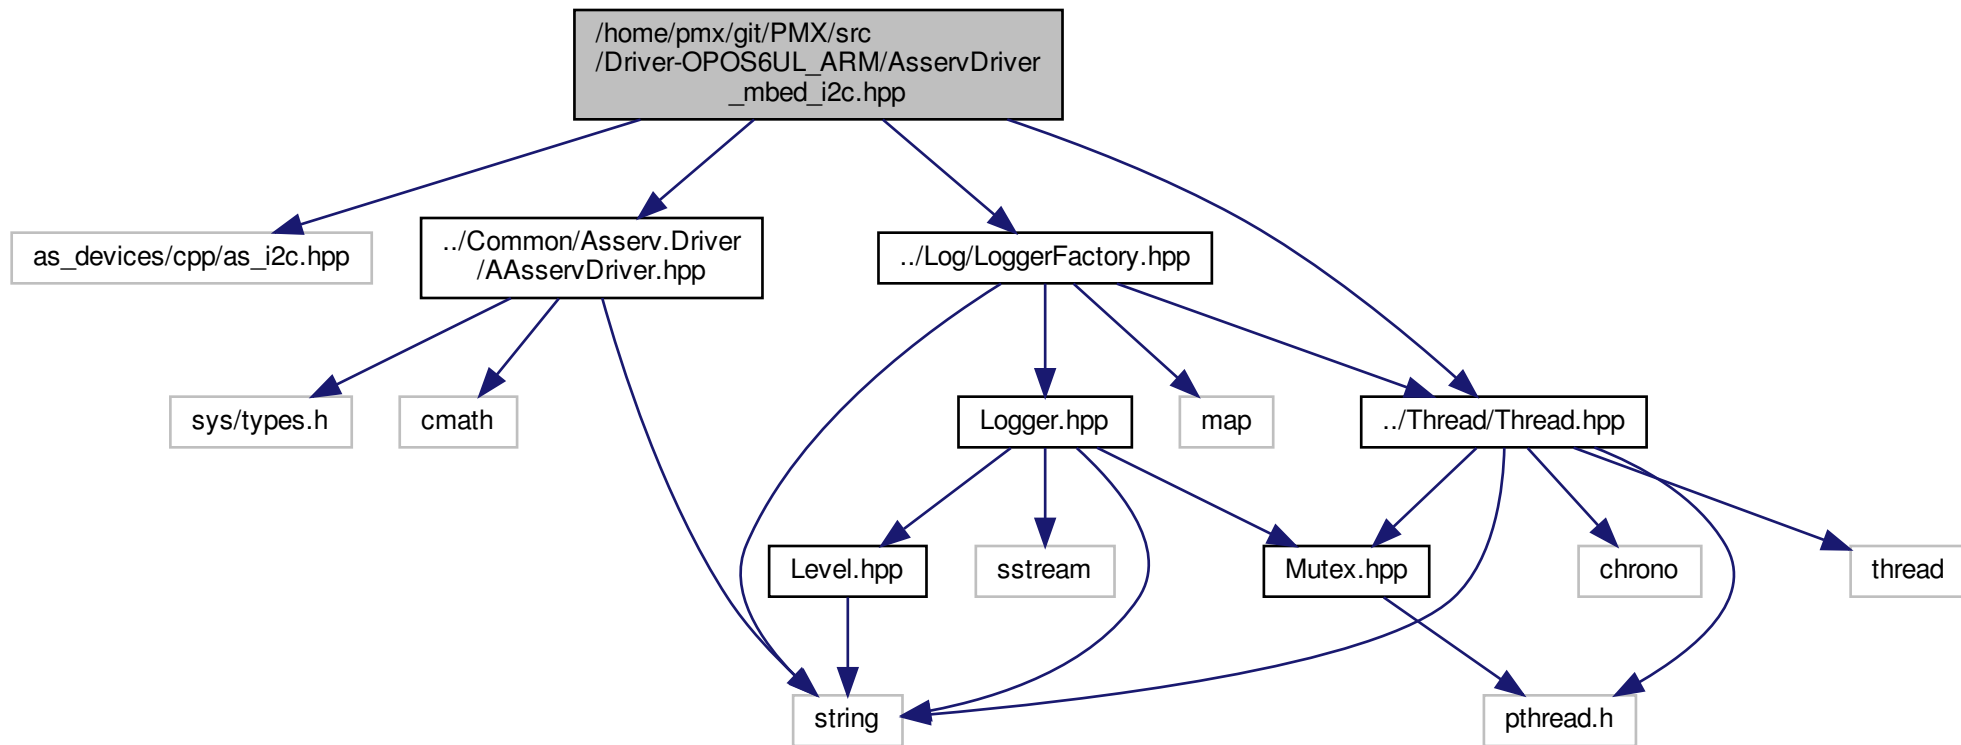 /home/pmx/git/PMX/src
/Driver-OPOS6UL_ARM/AsservDriver
_mbed_i2c.hpp
as_devices/cpp/as_i2c.hpp
../Common/Asserv.Driver
/AAsservDriver.hpp
../Log/LoggerFactory.hpp
sys/types.h
cmath
Logger.hpp
map
../Thread/Thread.hpp
Level.hpp
sstream
Mutex.hpp
chrono
thread
string
pthread.h